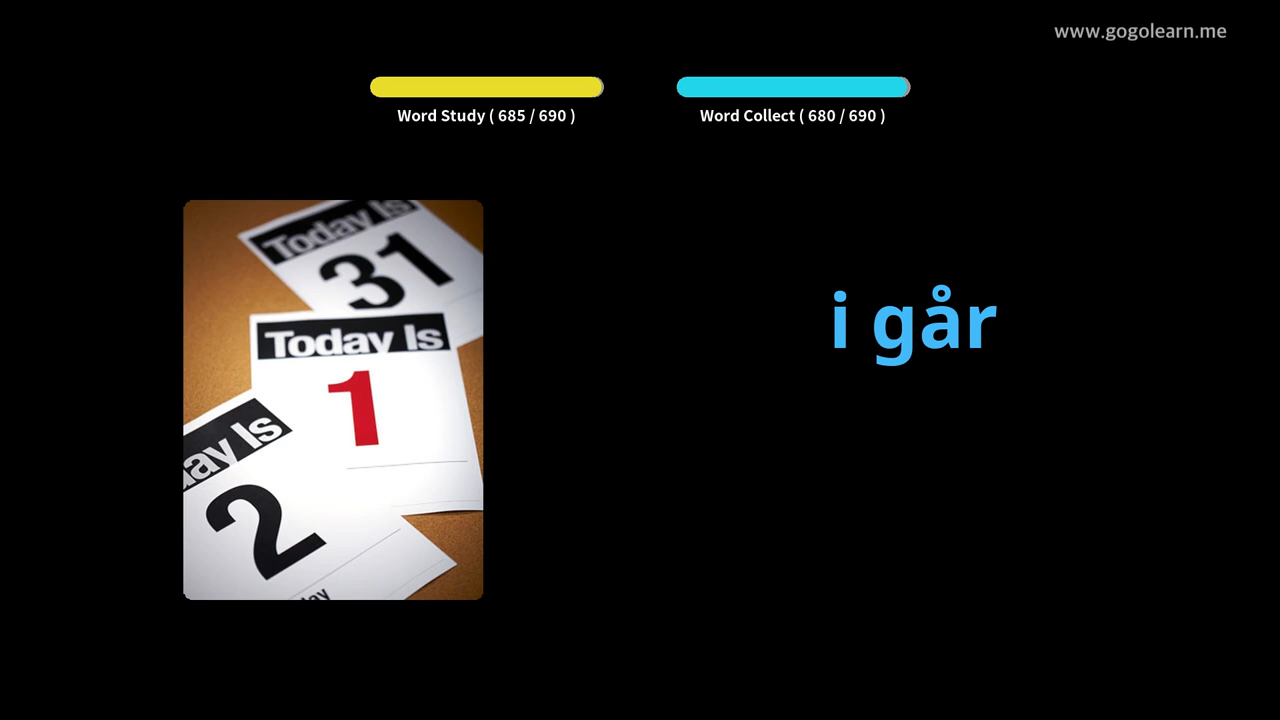 www.gogolearn.me
Word Study ( 685 / 690 )
Word Collect ( 680 / 690 )
Today Is
31
Today Is
1
ay Is
2
ay
i går